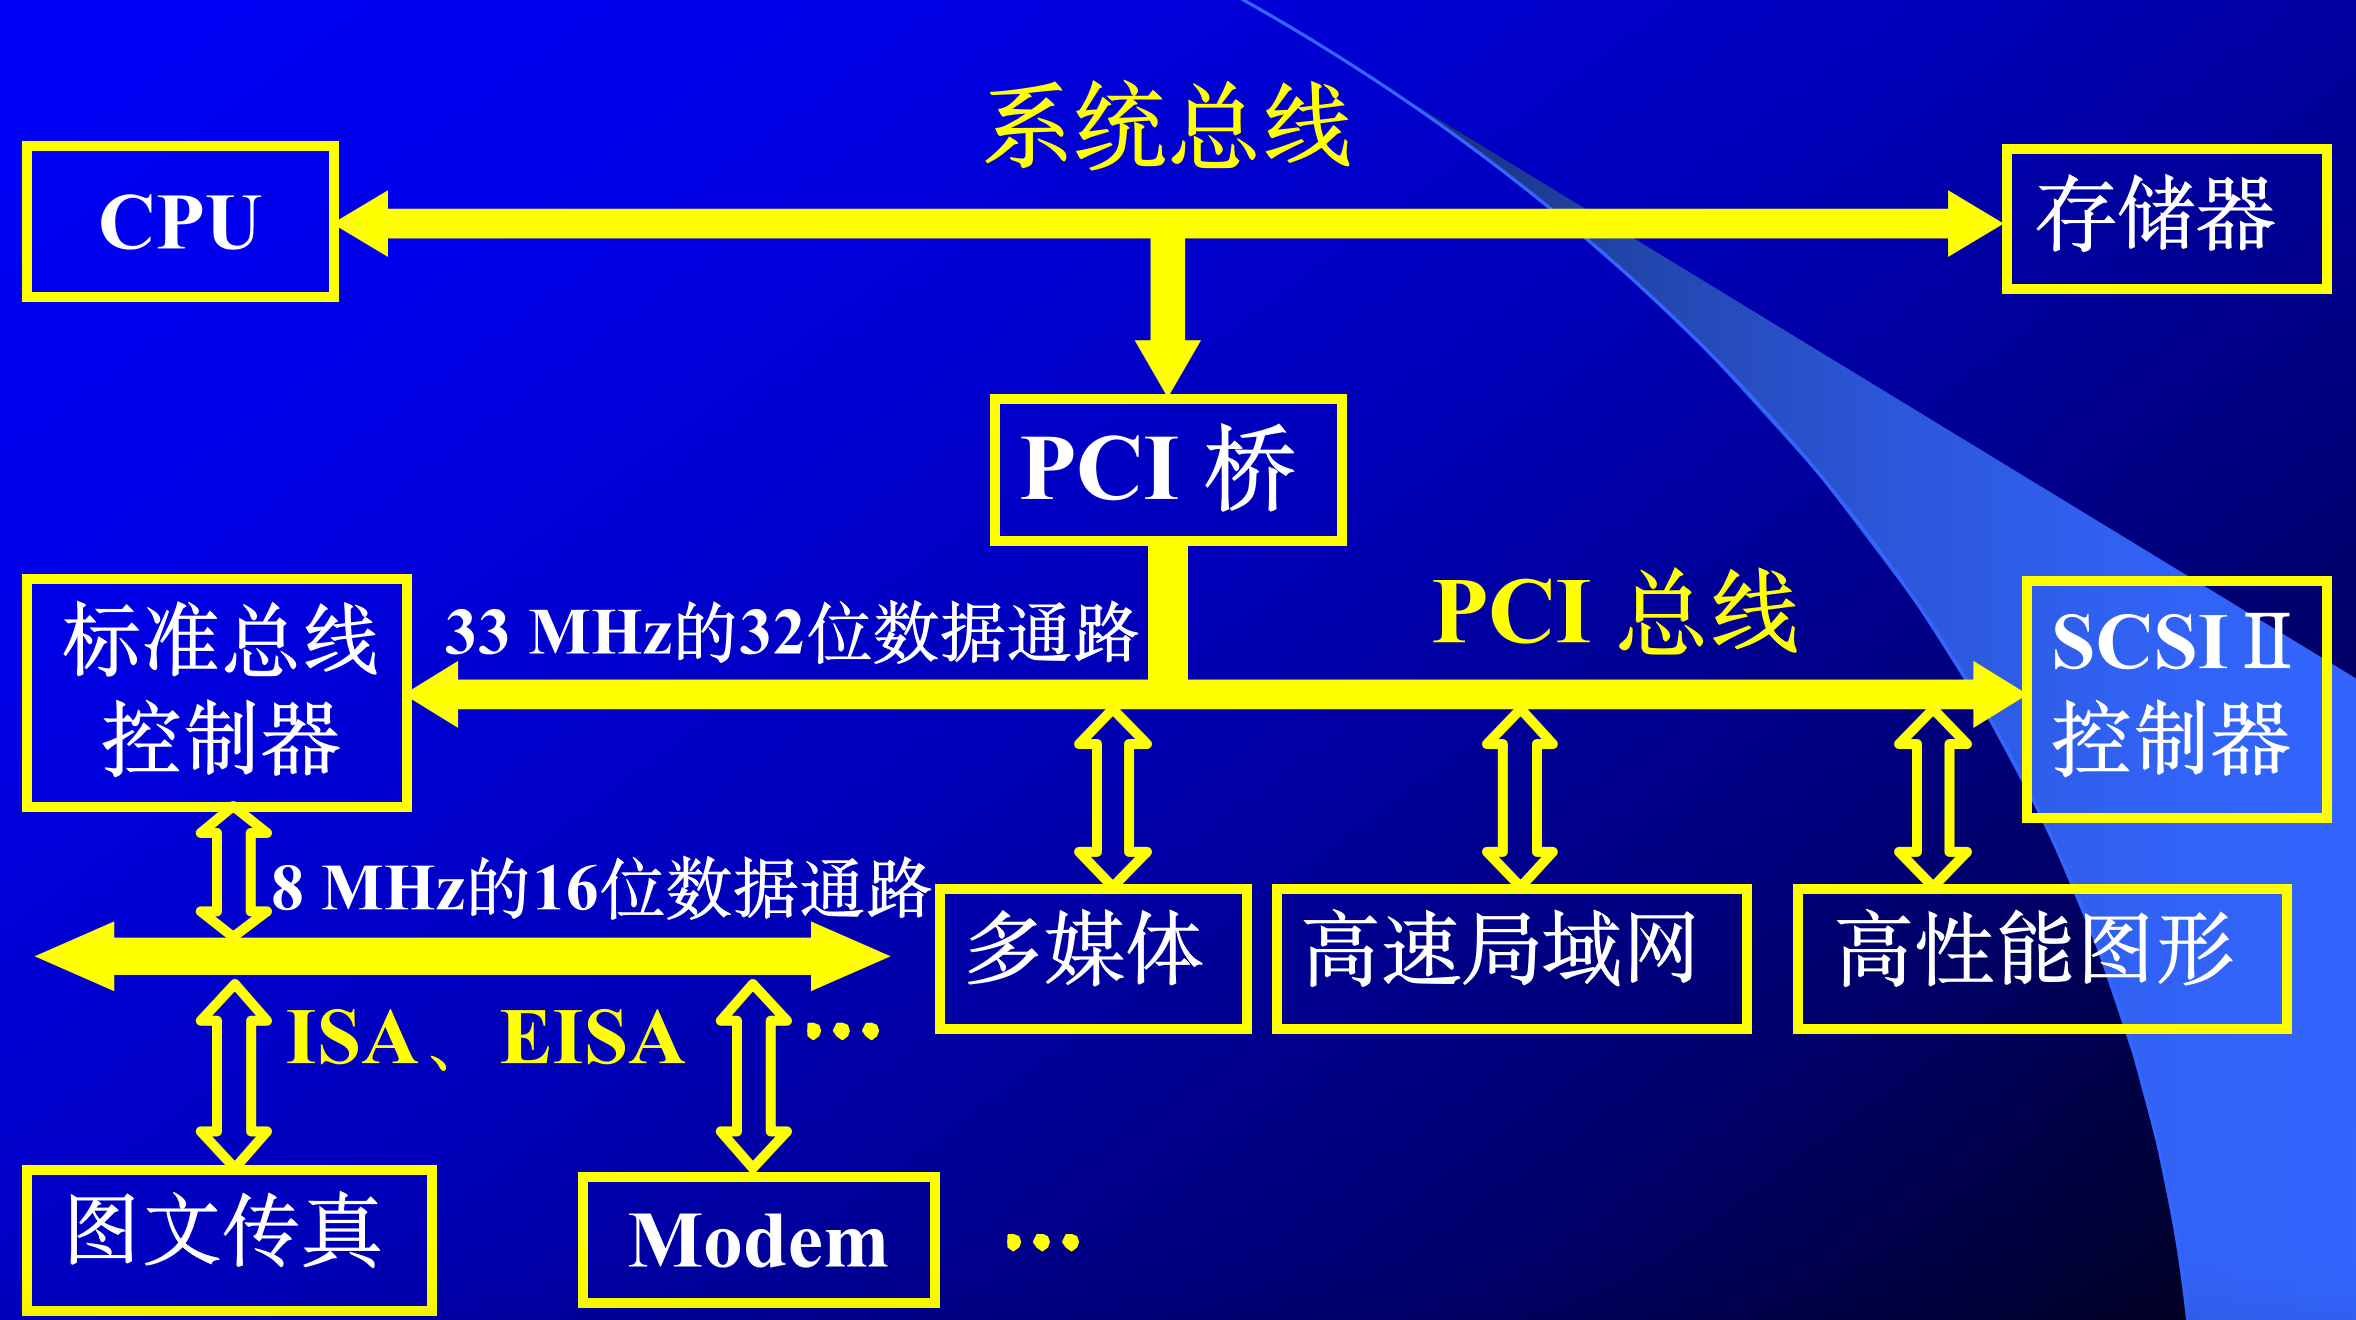 系统总线
CPU
存储器
PCI 桥
标准总线
控制器
33 MHz的32位数据通路
PCI 总线
SCSI Ⅱ
控制器
8 MHz的16位数据通路
多媒体
高速局域网
高性能图形
ISA、EISA
…
图文传真
Modem
…